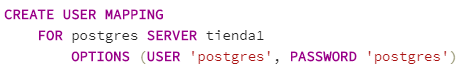 CREATE USER MAPPING
FOR postgres SERVER tienda1
OPTIONS (USER 'postgres', PASSWORD 'postgres')